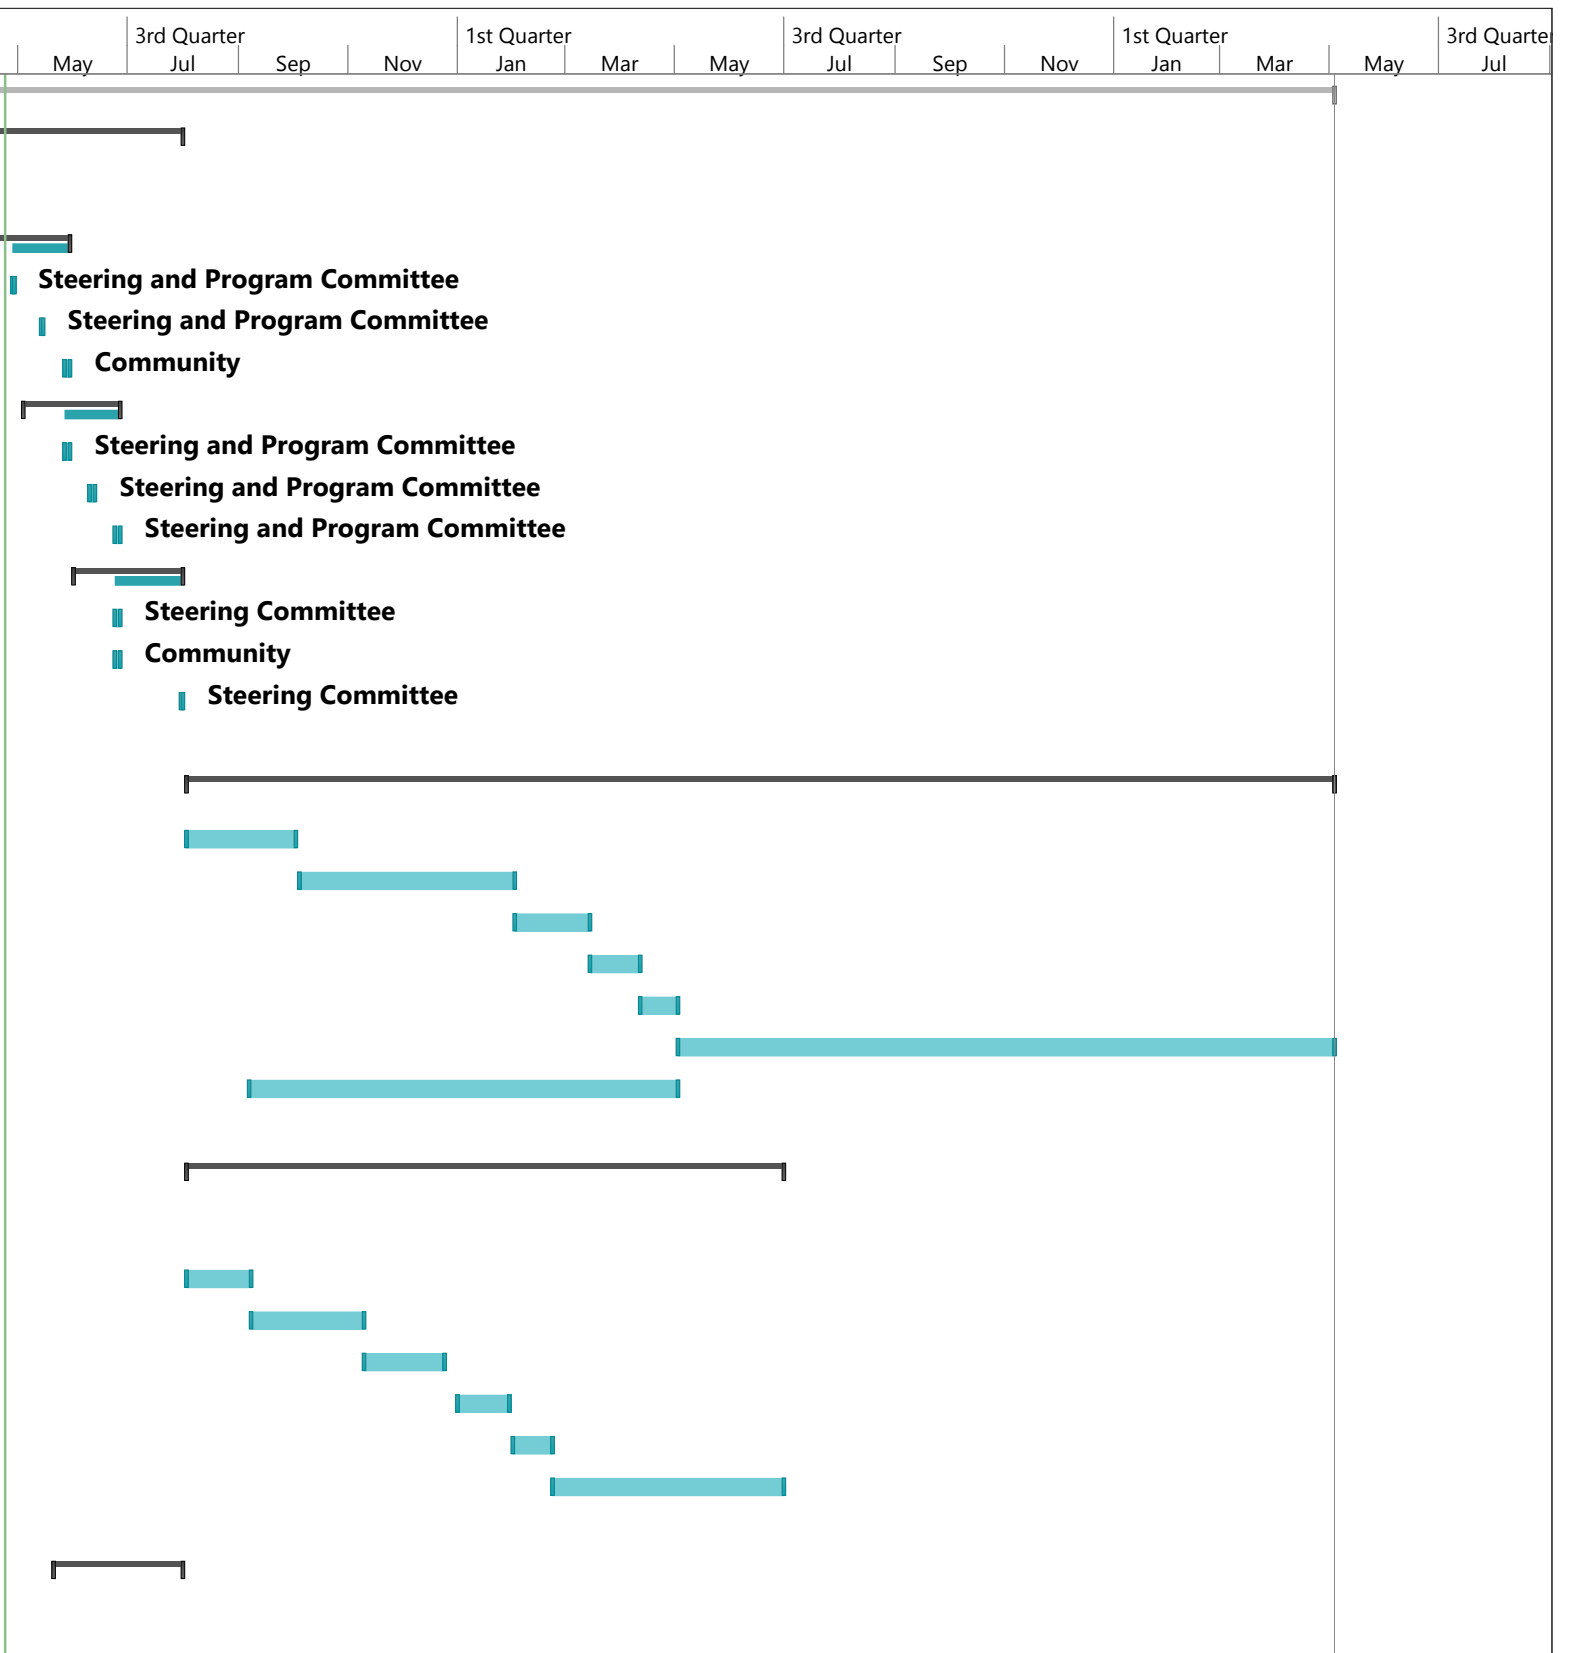 3rd Quarter 1st Quarter 3rd Quarter 1st Quarter 3rd Quarter
May Jul Sep Nov Jan Mar May Jul Sep Nov Jan Mar May Jul
Steering and Program Committee
Steering and Program Committee
Community
Steering and Program Committee
Steering and Program Committee
Steering and Program Committee
Steering Committee
Community
Steering Committee